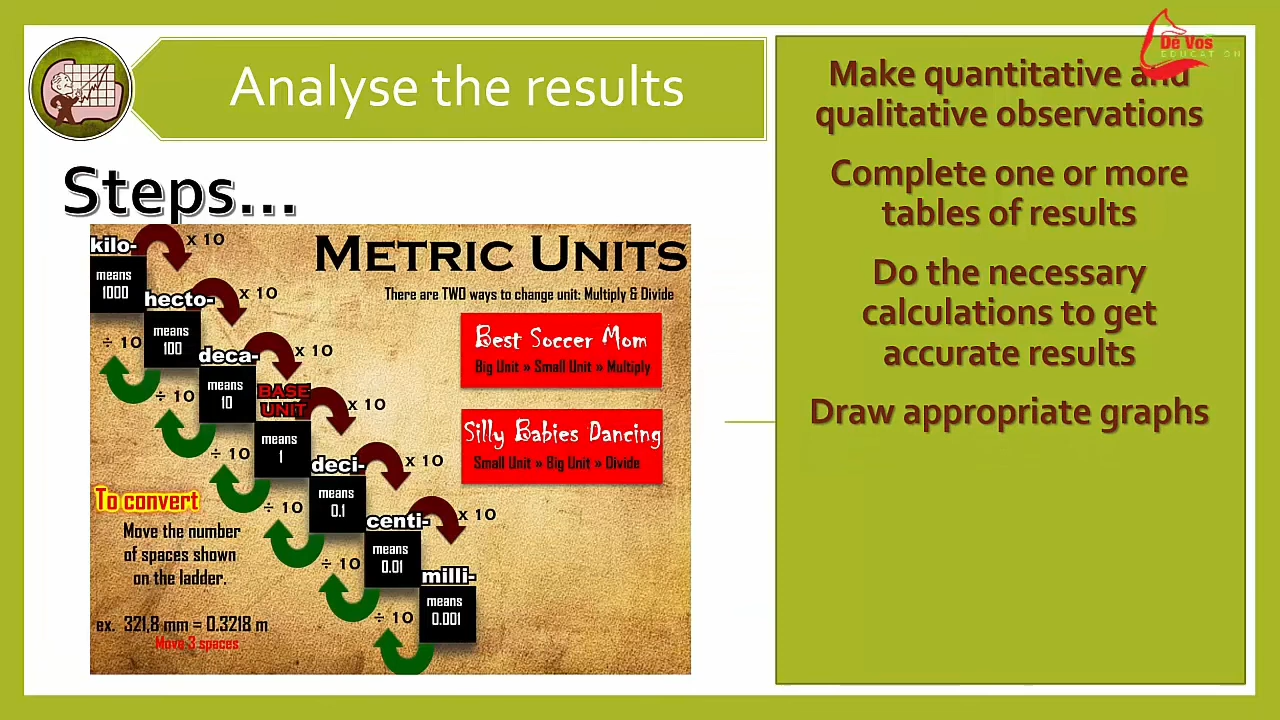 Analyse the results
Steps...
kilo-
x 10
means
1000
hecto-
x 10
means
100
÷ 10
deca-
x 10
means
10
÷ 10
BASE
UNIT
x 10
means
1
÷ 10
deci-
x 10
means
0.1
÷ 10
centi-
x 10
means
0.01
÷ 10
milli-
means
0.001
÷ 10
METRIC UNITS
There are TWO ways to change unit: Multiply & Divide
Best Soccer Mom
Big Unit » Small Unit » Multiply
Silly Babies Dancing
Small Unit » Big Unit » Divide
To convert
Move the number
of spaces shown
on the ladder.
ex. 321,8 mm = 0.3218 m
Move 3 spaces
De Vos
EDUCATION
Make quantitative and
qualitative observations
Complete one or more
tables of results
Do the necessary
calculations to get
accurate results
Draw appropriate graphs